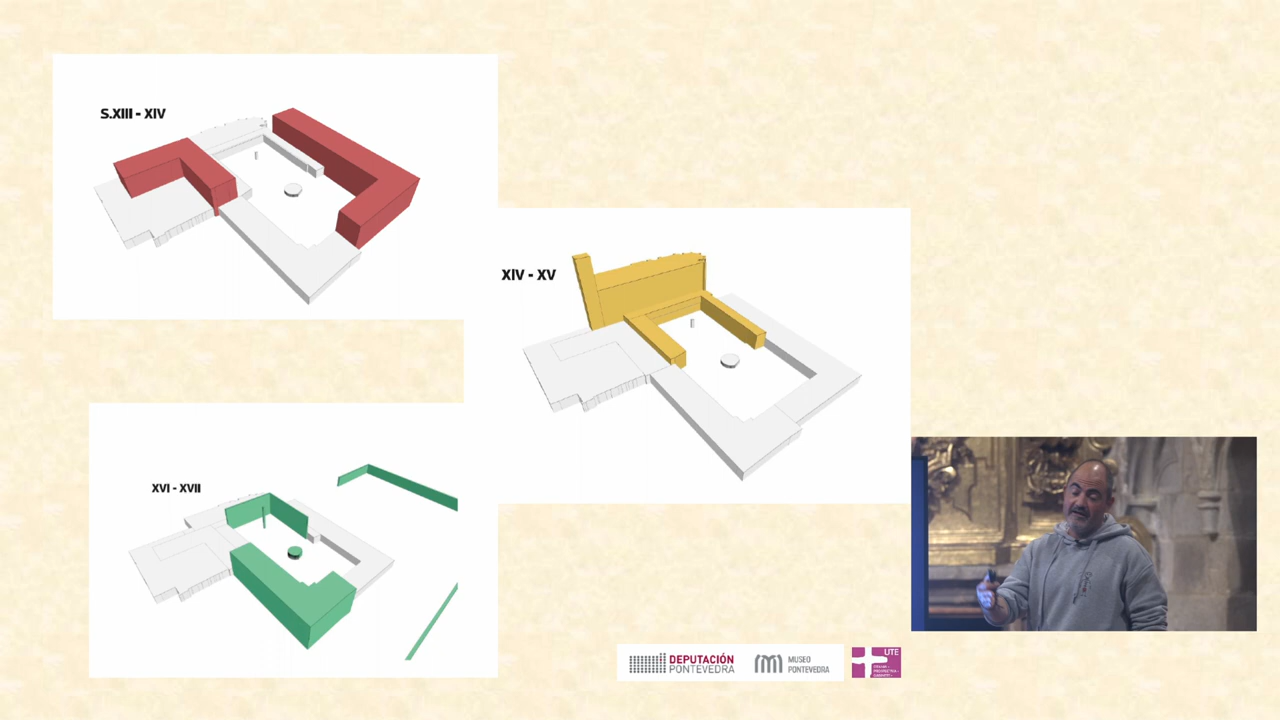 S.XIII - XIV
XIV - XV
XVI - XVII
DEPUTACIÓN
PONTEVEDRA
MUSEO
PONTEVEDRA
UTE